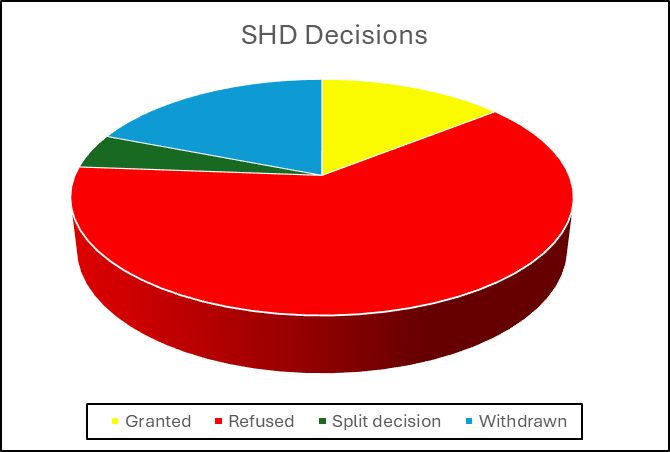 SHD Decisions
Granted Refused Split decision Withdrawn